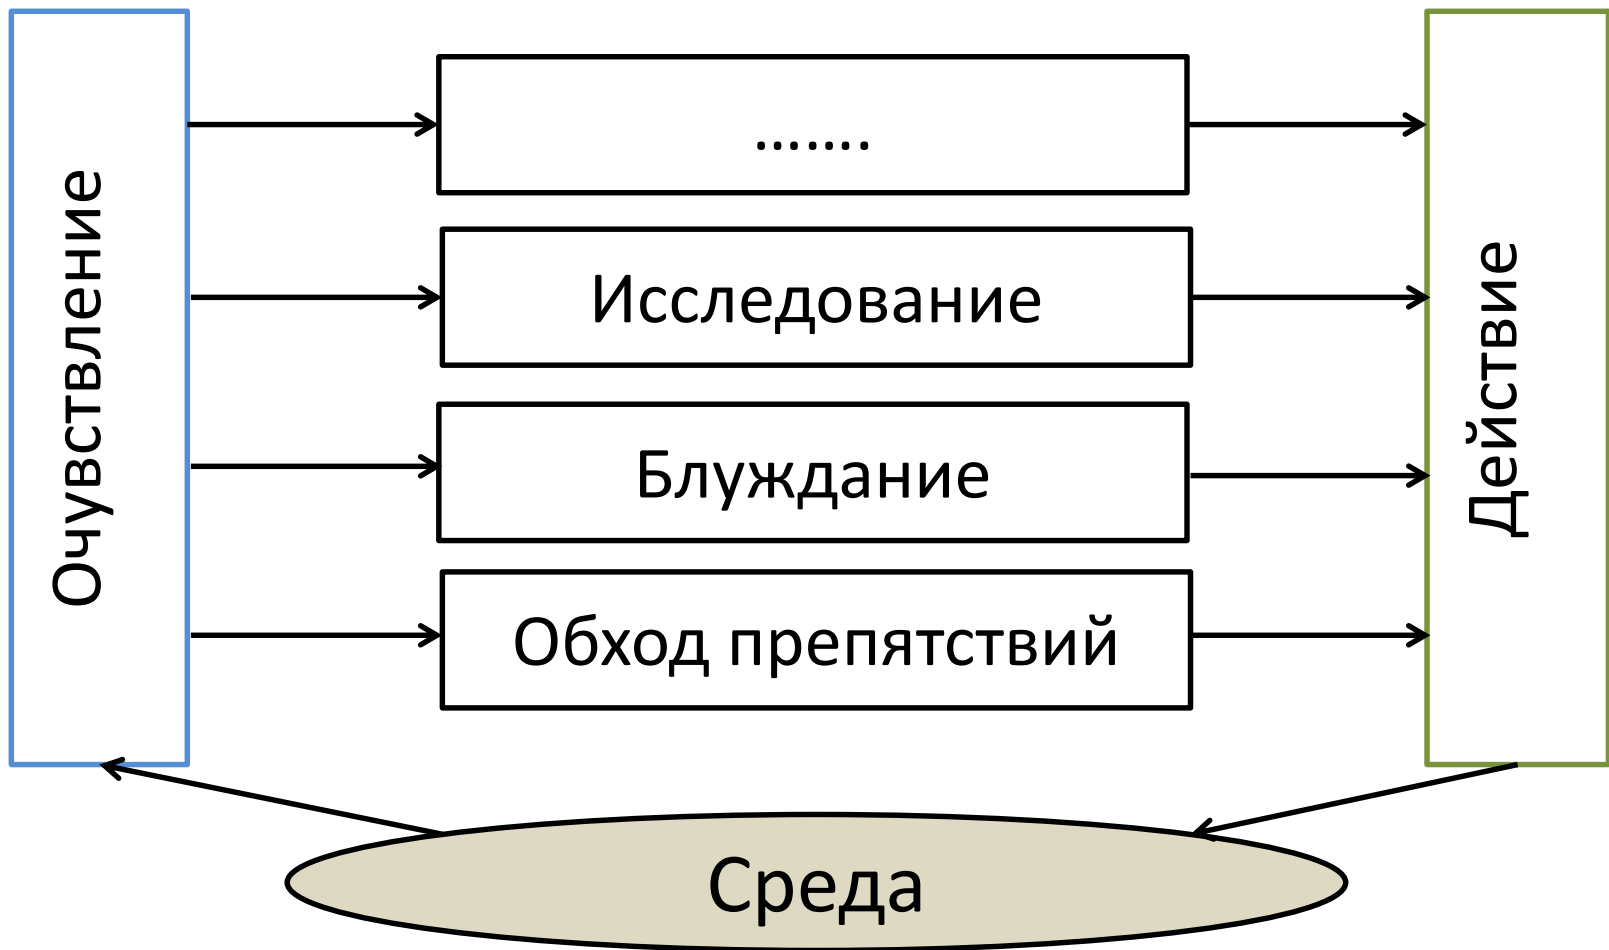 Очувствление
.......
Исследование
Блуждание
Обход препятствий
Действие
Среда